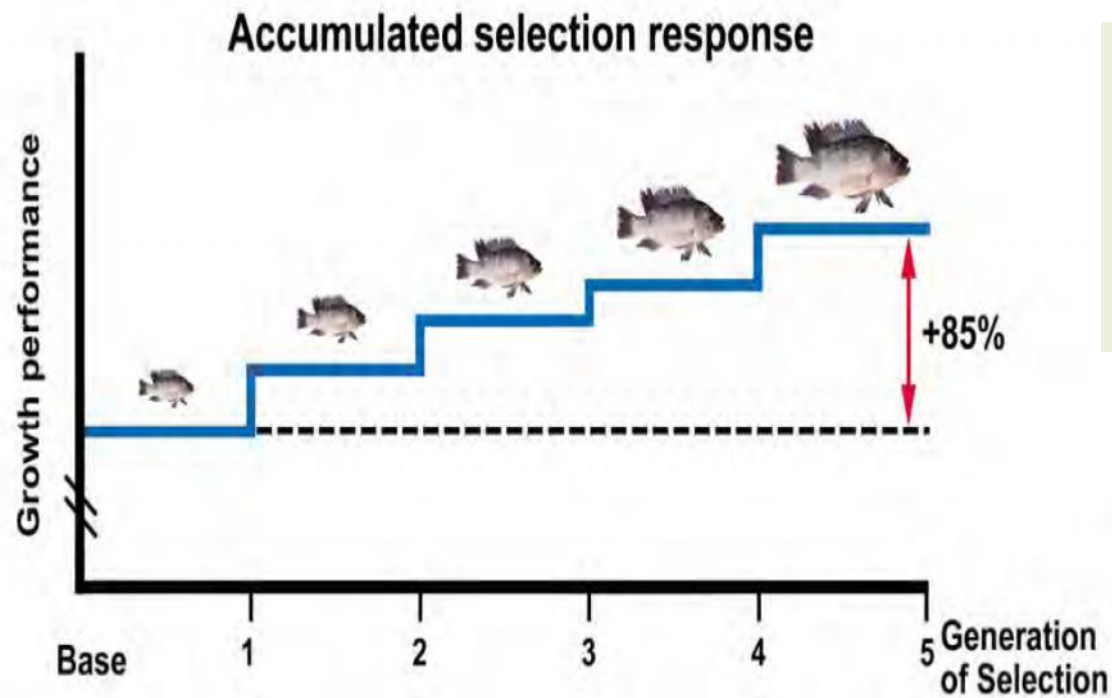 Accumulated selection response
Growth performance
+85%
Base
1
2
3
4
5
Generation
of Selection